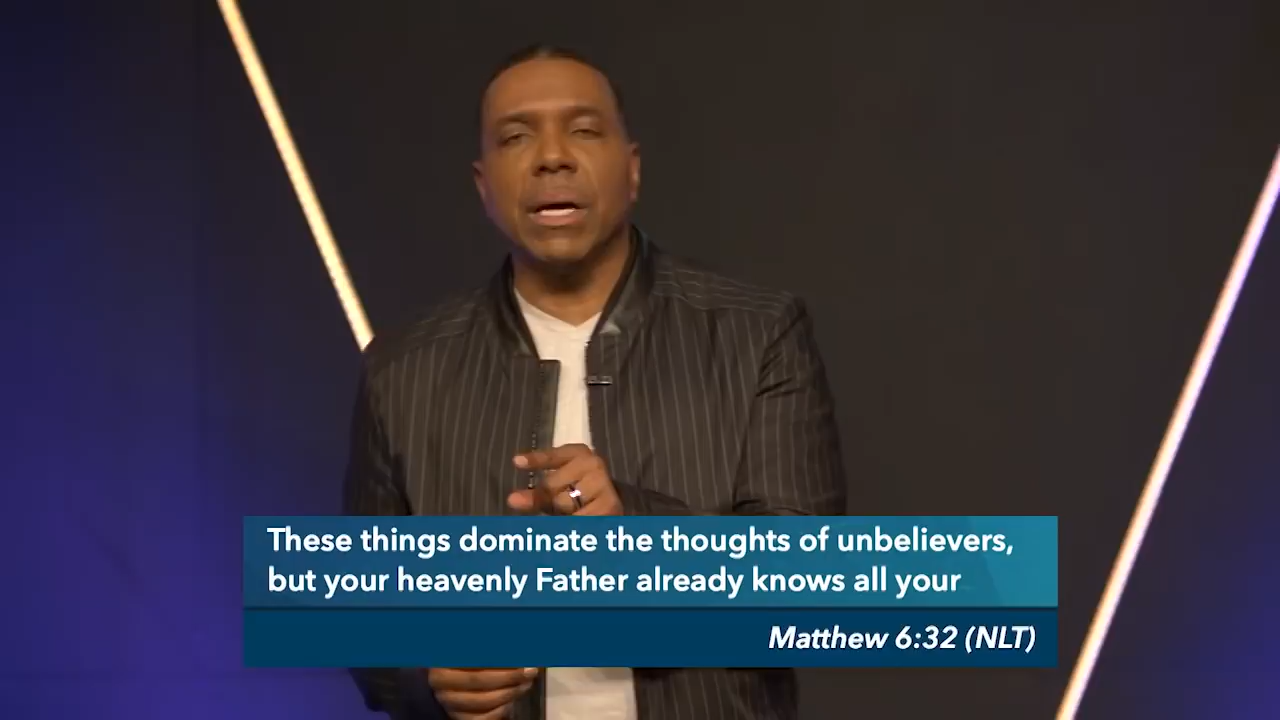 These things dominate the thoughts of unbelievers,
but your heavenly Father already knows all your
Matthew 6:32 (NLT)